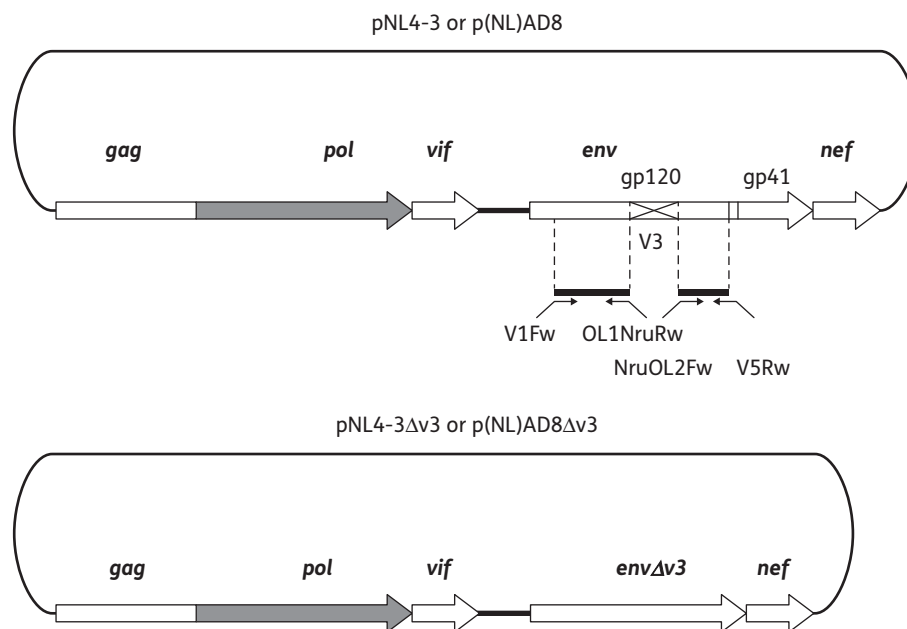 pNL4-3 or p(NL)AD8
gag pol vif env nef
gp120 gp41
V3
V1Fw OL1NruRw
NruOL2Fw V5Rw
pNL4-3Δv3 or p(NL)AD8Δv3
gag pol vif envΔv3 nef